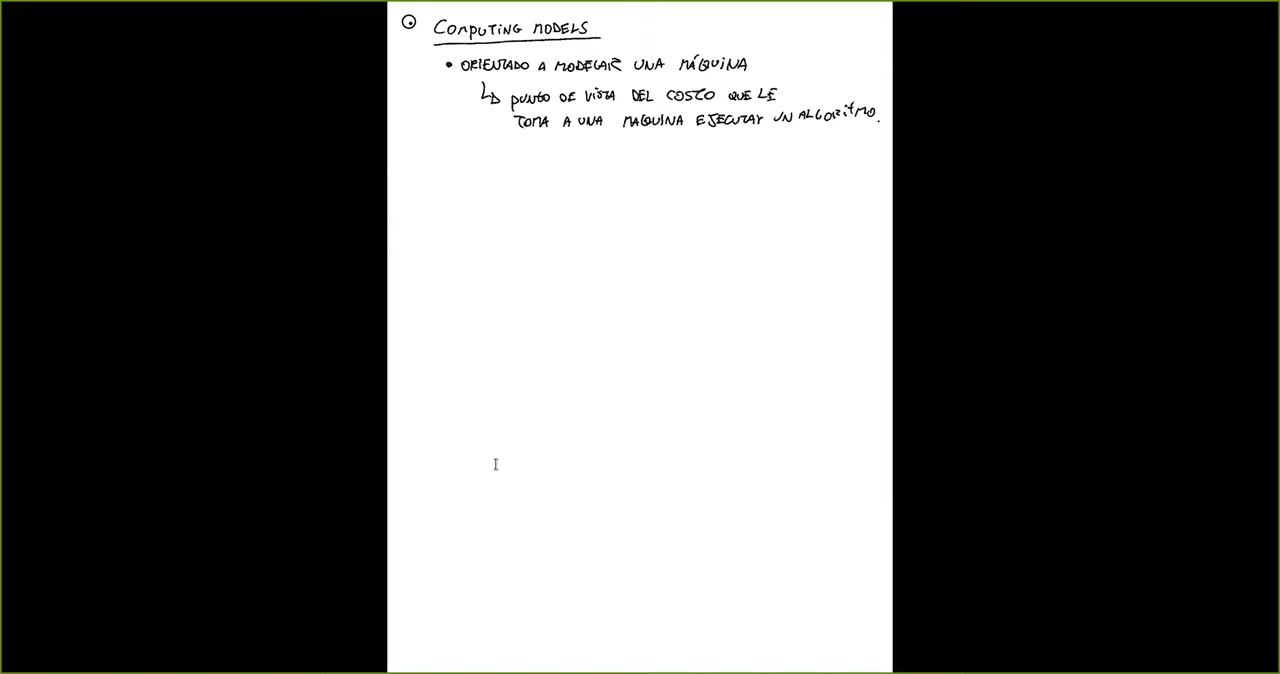 Computing MODELS
• ORIENTADO A MODELAR UNA MÁQUINA
↳ PUNTO DE VISTA DEL COSTO QUE LE
TOMA A UNA MAQUINA EJECUTAR UN ALGORITMO.